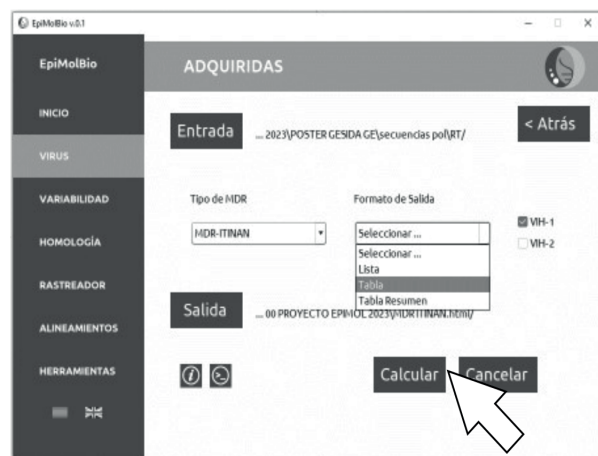 EpiMolBio v.0.1
EpiMolBio
ADQUIRIDAS
INICIO
VIRUS
VARIABILIDAD
HOMOLOGÍA
RASTREADOR
ALINEAMIENTOS
HERRAMIENTAS
Entrada
... 2023\POSTER GESIDA GE\secuencias pol\RT/
< Atrás
Tipo de MDR
Formato de Salida
MDR-ITINAN
Seleccionar ...
Seleccionar ...
Lista
Tabla
Tabla Resumen
VIH-1
VIH-2
Salida
... 00 PROYECTO EPIMOL 2023\MDRITINAN.html/
Calcular
Cancelar